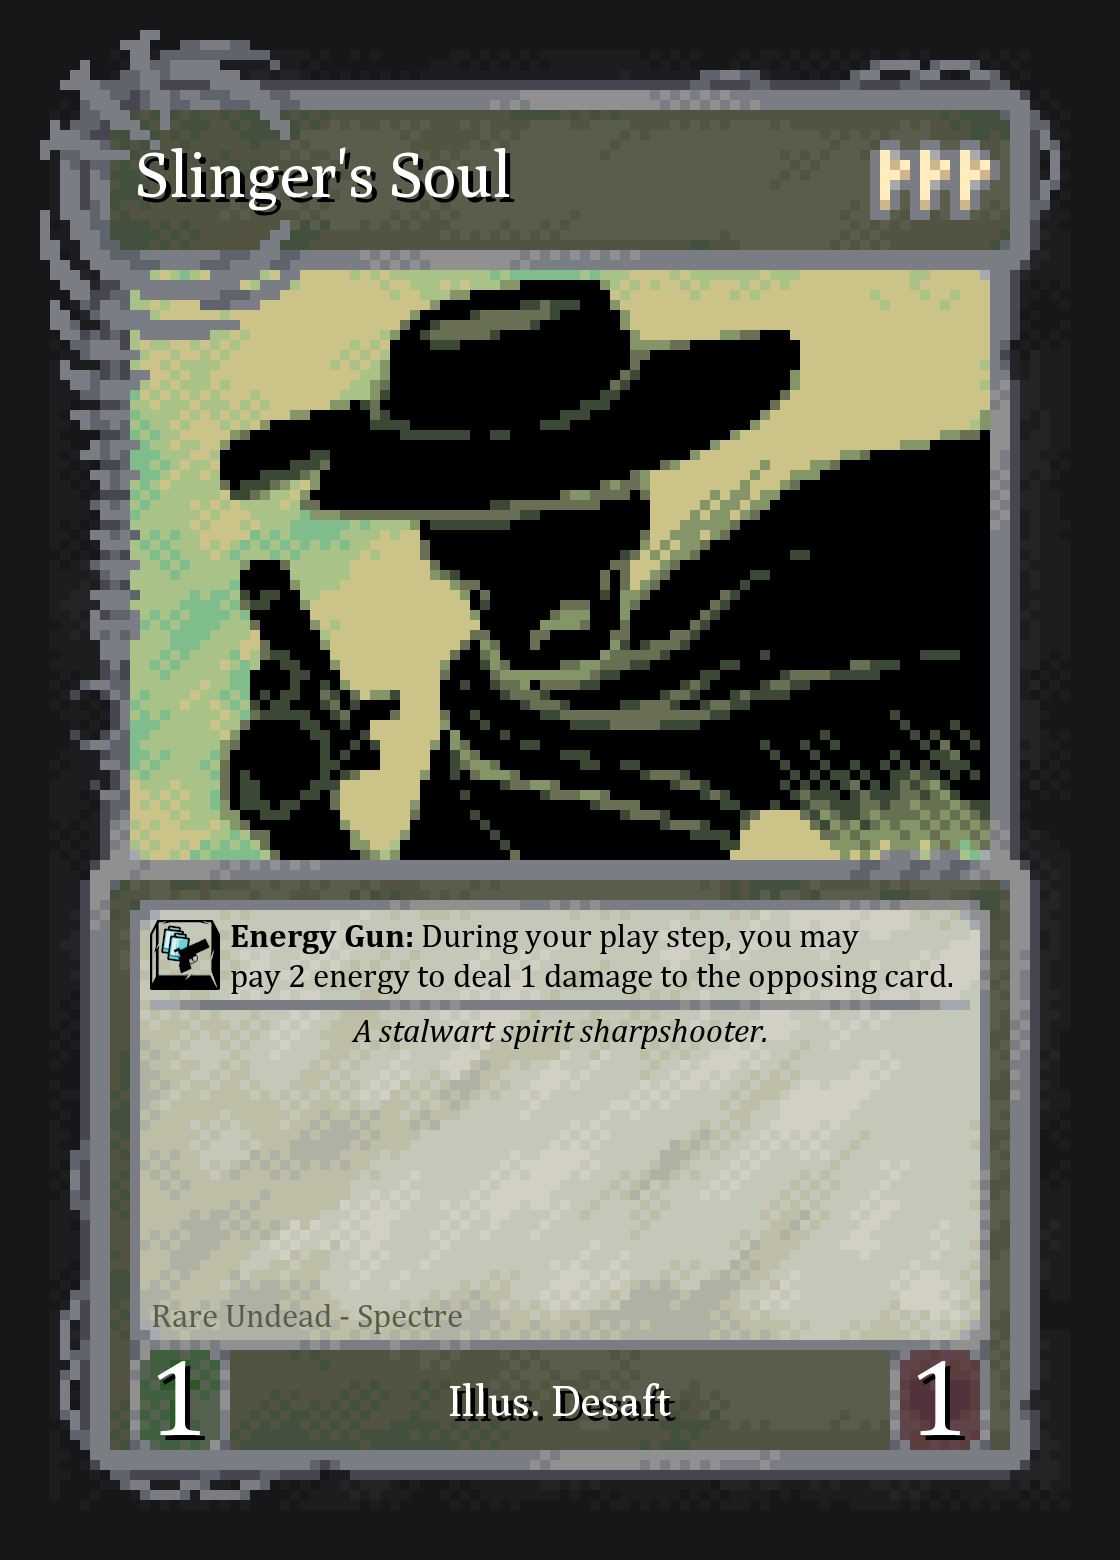 Slinger's Soul
Energy Gun: During your play step, you may
pay 2 energy to deal 1 damage to the opposing card.
A stalwart spirit sharpshooter.
Rare Undead - Spectre
1
Illus. Desaft
1